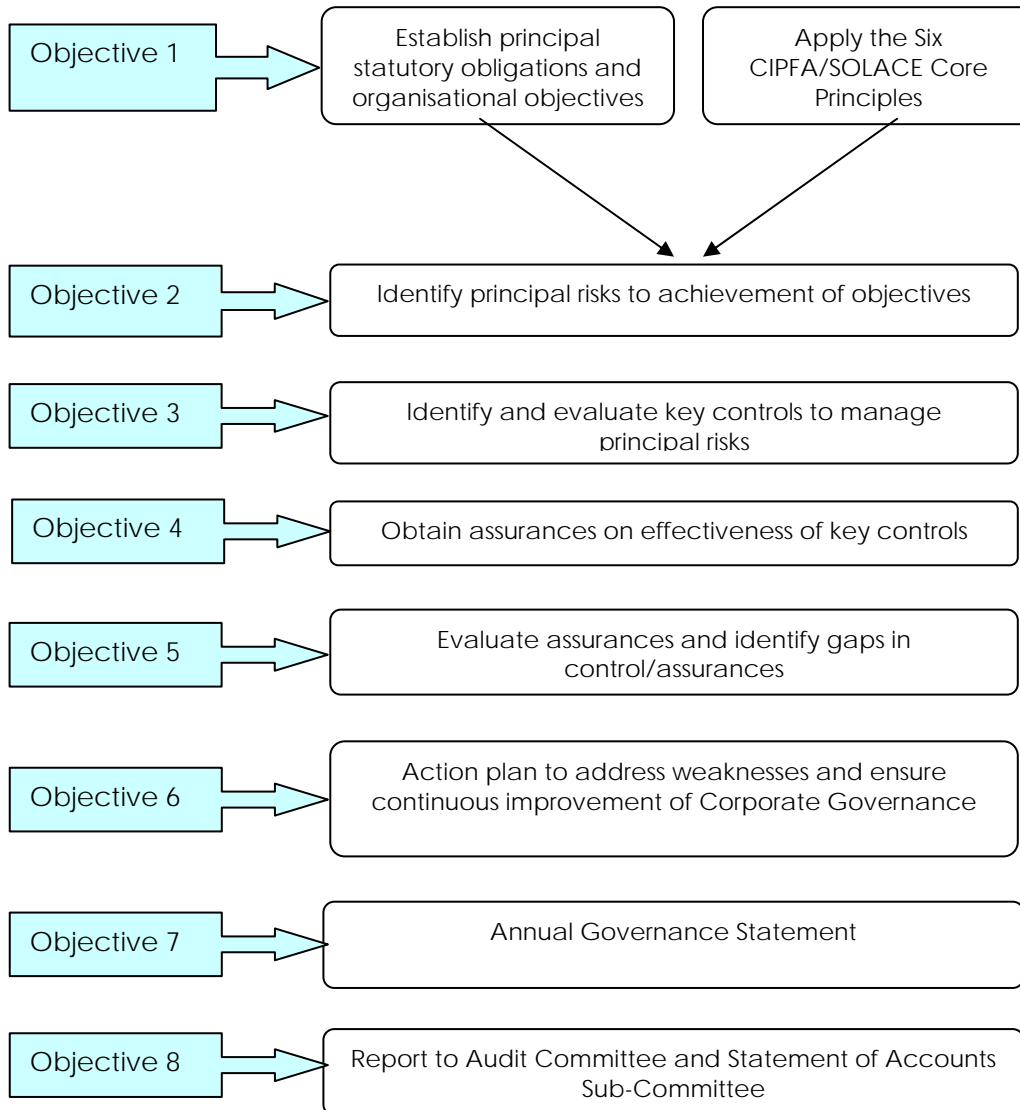 Objective 1
Establish principal
statutory obligations and
organisational objectives
Apply the Six
CIPFA/SOLACE Core
Principles
Objective 2
Identify principal risks to achievement of objectives
Objective 3
Identify and evaluate key controls to manage
principal risks
Objective 4
Obtain assurances on effectiveness of key controls
Objective 5
Evaluate assurances and identify gaps in
control/assurances
Objective 6
Action plan to address weaknesses and ensure
continuous improvement of Corporate Governance
Objective 7
Annual Governance Statement
Objective 8
Report to Audit Committee and Statement of Accounts
Sub-Committee